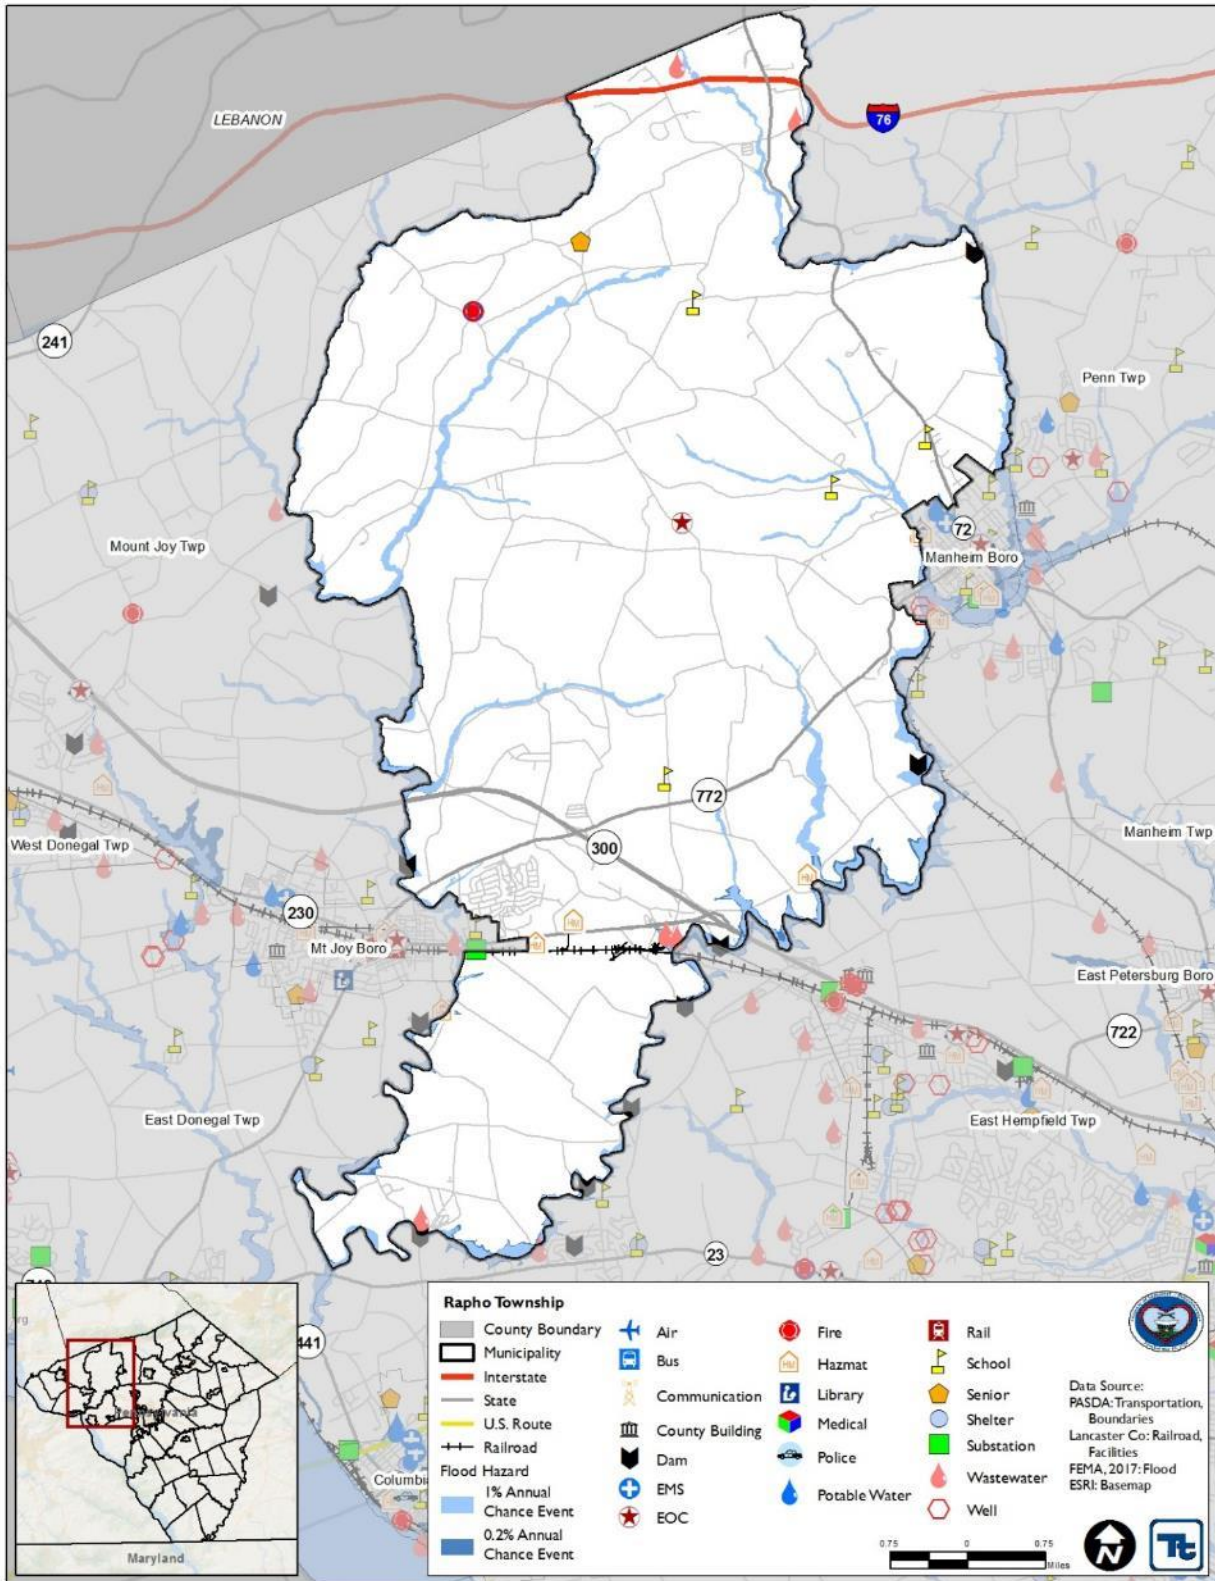 LEBANON
76
241
Penn Twp
72
Manheim Boro
Mount Joy Twp
772
West Donegal Twp
300
Manheim Twp
230
Mt Joy Boro
East Petersburg Boro
722
East Donegal Twp
East Hempfield Twp
23
441
Columbia
Pennsylvania
Maryland
Rapho Township
County Boundary
Municipality
Interstate
State
U.S. Route
Railroad
Flood Hazard
1% Annual
Chance Event
0.2% Annual
Chance Event
Air
Bus
Communication
County Building
Dam
EMS
EOC
Fire
HM
Hazmat
Library
Medical
Police
Potable Water
Rail
School
Senior
Shelter
Substation
Wastewater
Well
Data Source:
PASDA: Transportation,
Boundaries
Lancaster Co: Railroad,
Facilities
FEMA, 2017: Flood
ESRI: Basemap
0.75 0 0.75
Miles
N
Tt